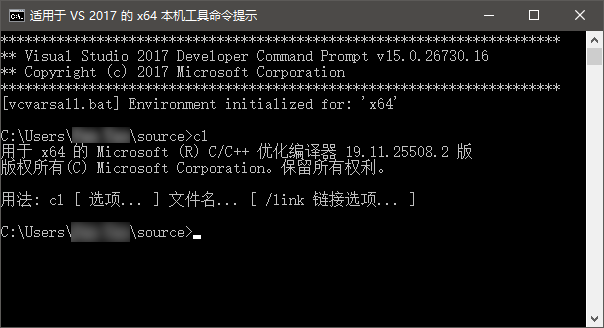 适用于 VS 2017 的 x64 本机工具命令提示
**********************************************************************
** Visual Studio 2017 Developer Command Prompt v15.0.26730.16
** Copyright (c) 2017 Microsoft Corporation
**********************************************************************
[vcvarsall.bat] Environment initialized for: 'x64'
C:\Users\ \source>cl
用于 x64 的 Microsoft (R) C/C++ 优化编译器 19.11.25508.2 版
版权所有(C) Microsoft Corporation。保留所有权利。
用法: cl [ 选项... ] 文件名... [ /link 链接选项... ]
C:\Users\ \source>